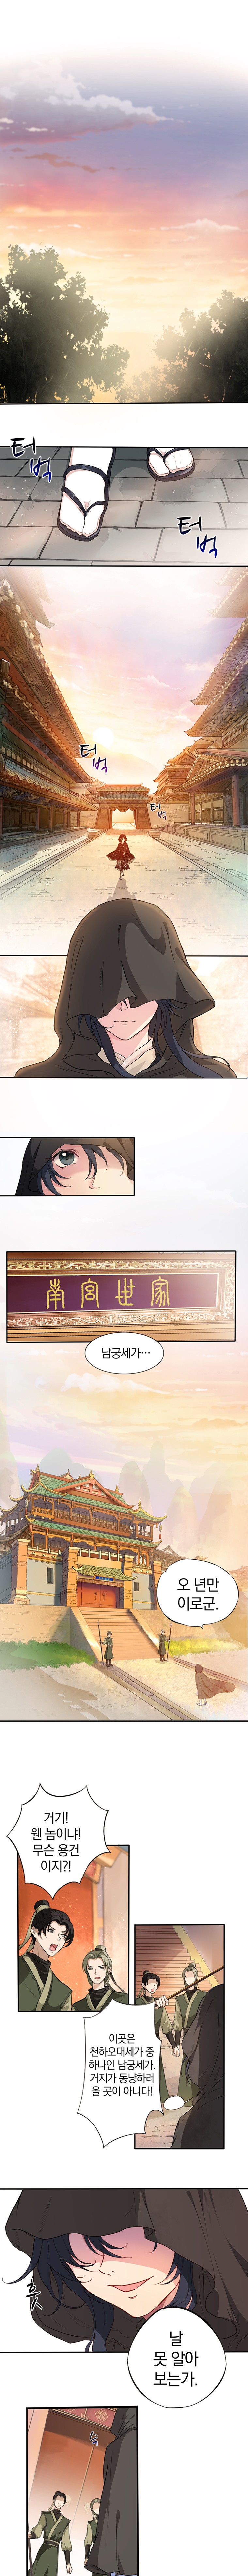 터
벅
터
벅
터
벅
터
벅
南宮世家
남궁세가…
오 년만
이로군.
거기!
웬 놈이냐!
무슨 용건
이지?!
이곳은
천하오대세가 중
하나인 남궁세가.
거지가 동냥하러
올 곳이 아니다!
훗
날
못 알아
보는가.